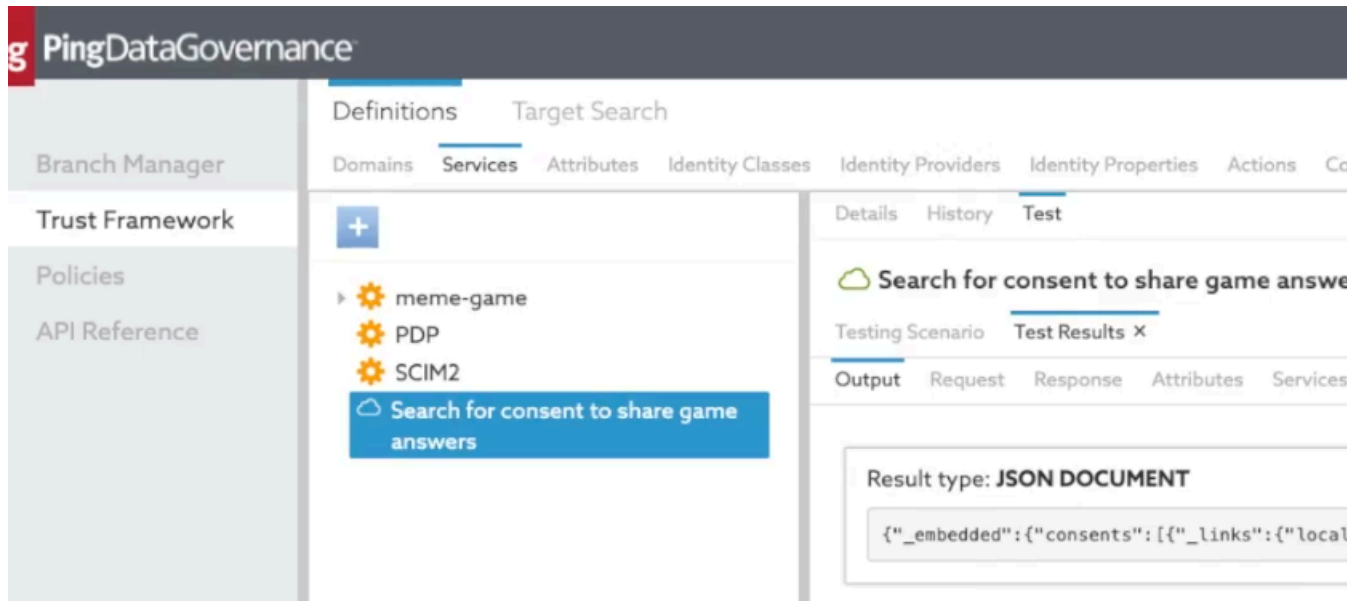 g PingDataGovernance
Definitions Target Search
Branch Manager
Trust Framework
Policies
API Reference
Domains Services Attributes Identity Classes Identity Providers Identity Properties Actions
+
meme-game
PDP
SCIM2
Search for consent to share game
answers
Details History Test
Search for consent to share game answe
Testing Scenario Test Results ×
Output Request Response Attributes Services
Result type: JSON DOCUMENT
{"_embedded":{"consents":[{"_links":{"local